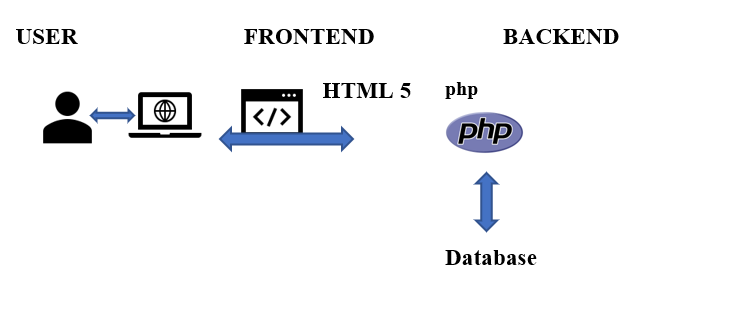 USER
FRONTEND
BACKEND
HTML 5
php
</>
php
Database